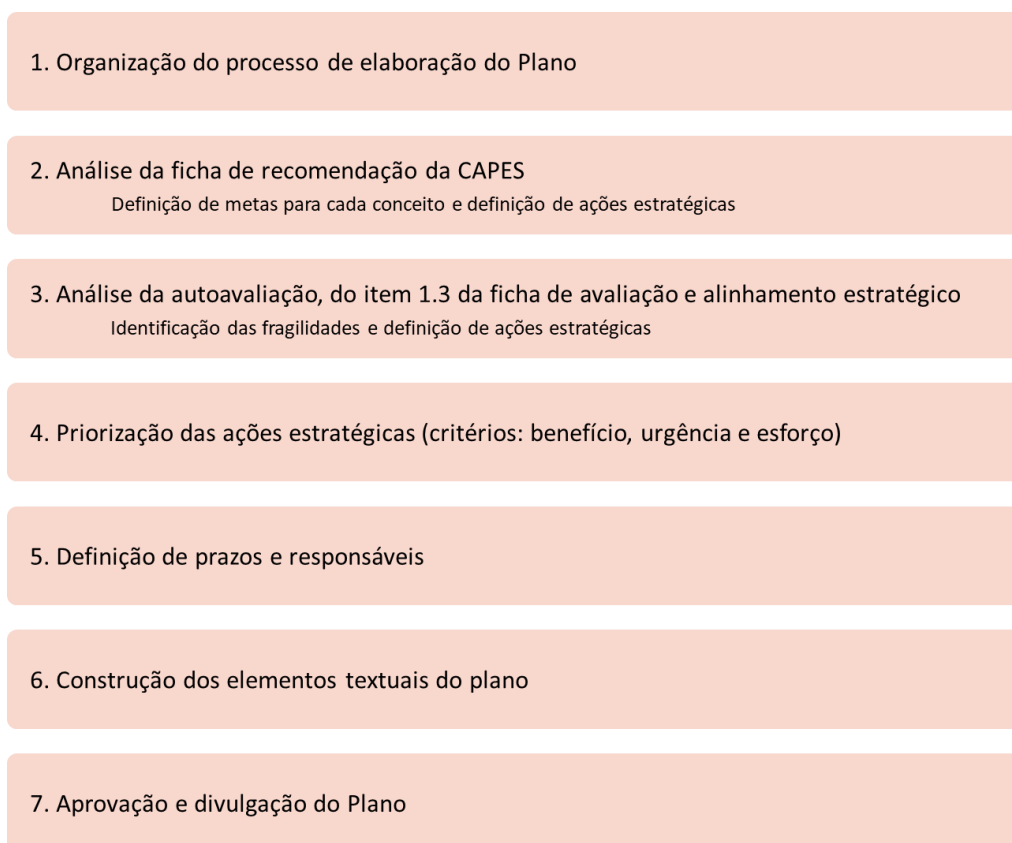 1. Organização do processo de elaboração do Plano
2. Análise da ficha de recomendação da CAPES
Definição de metas para cada conceito e definição de ações estratégicas
3. Análise da autoavaliação, do item 1.3 da ficha de avaliação e alinhamento estratégico
Identificação das fragilidades e definição de ações estratégicas
4. Priorização das ações estratégicas (critérios: benefício, urgência e esforço)
5. Definição de prazos e responsáveis
6. Construção dos elementos textuais do plano
7. Aprovação e divulgação do Plano